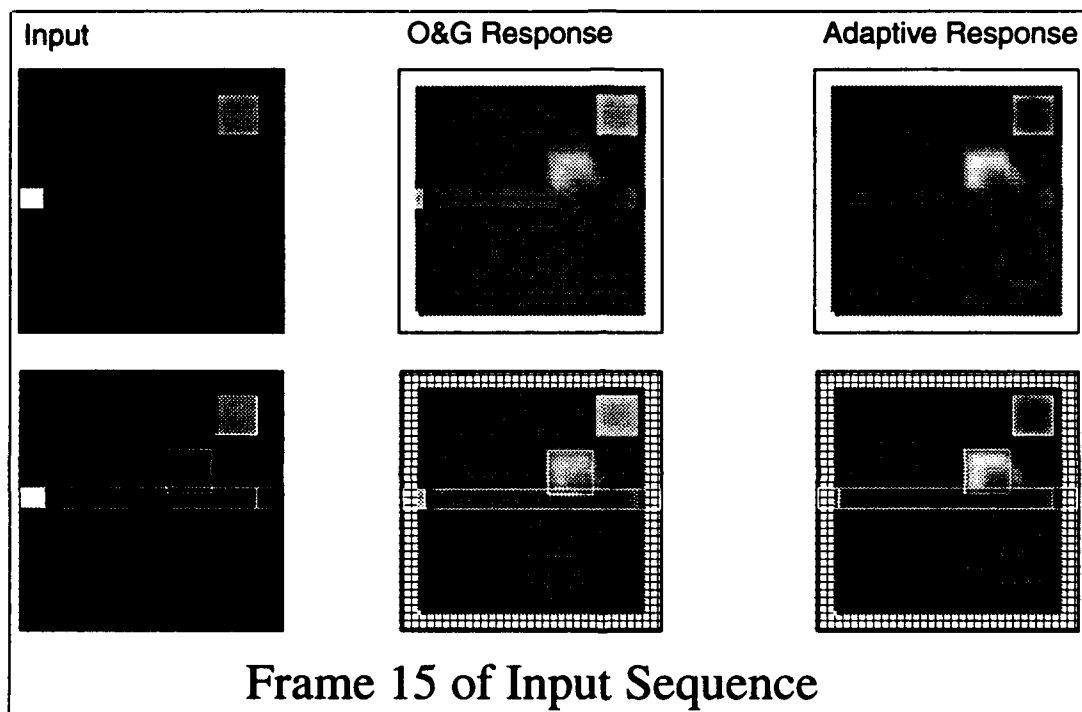 Input
O&G Response
Adaptive Response
Frame 15 of Input Sequence